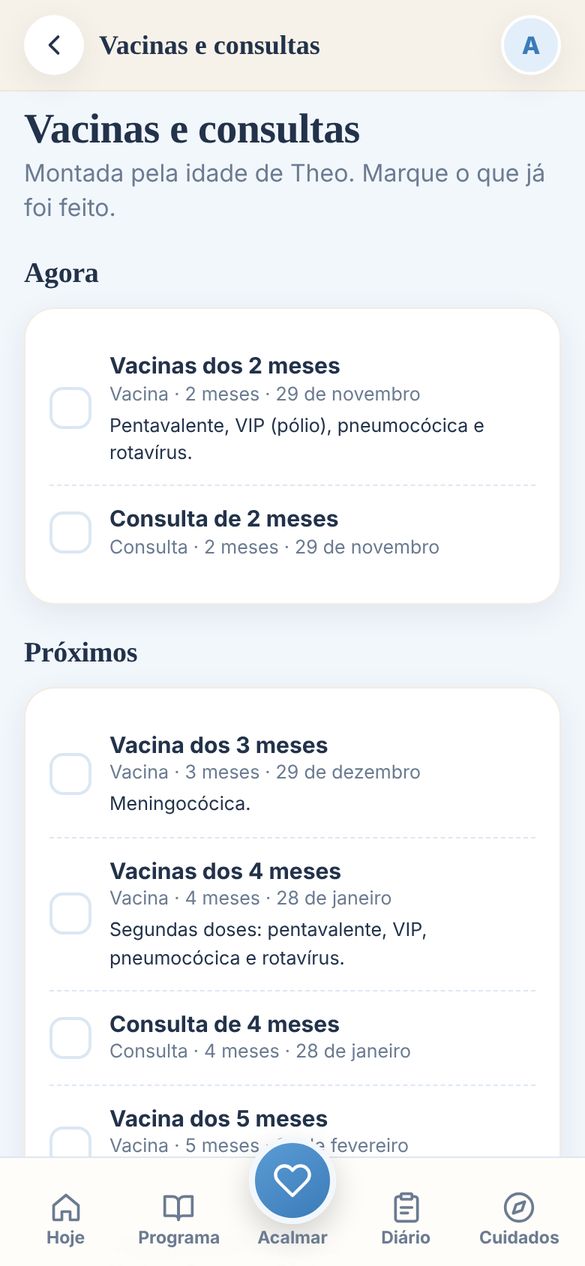 Vacinas e consultas
A
Vacinas e consultas
Montada pela idade de Theo. Marque o que já
foi feito.
Agora
Vacinas dos 2 meses
Vacina · 2 meses · 29 de novembro
Pentavalente, VIP (pólio), pneumocócica e
rotavírus.
Consulta de 2 meses
Consulta · 2 meses · 29 de novembro
Próximos
Vacina dos 3 meses
Vacina · 3 meses · 29 de dezembro
Meningocócica.
Vacinas dos 4 meses
Vacina · 4 meses · 28 de janeiro
Segundas doses: pentavalente, VIP,
pneumocócica e rotavírus.
Consulta de 4 meses
Consulta · 4 meses · 28 de janeiro
Vacina dos 5 meses
Vacina · 5 meses · de fevereiro
Hoje
Programa
Acalmar
Diário
Cuidados